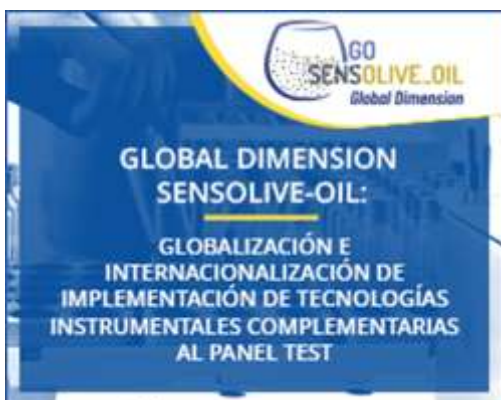 GO
SENSOLIVE_OIL
Global Dimension
GLOBAL DIMENSION
SENSOLIVE-OIL:
GLOBALIZACIÓN E
INTERNACIONALIZACIÓN DE
IMPLEMENTACIÓN DE TECNOLOGÍAS
INSTRUMENTALES COMPLEMENTARIAS
AL PANEL TEST